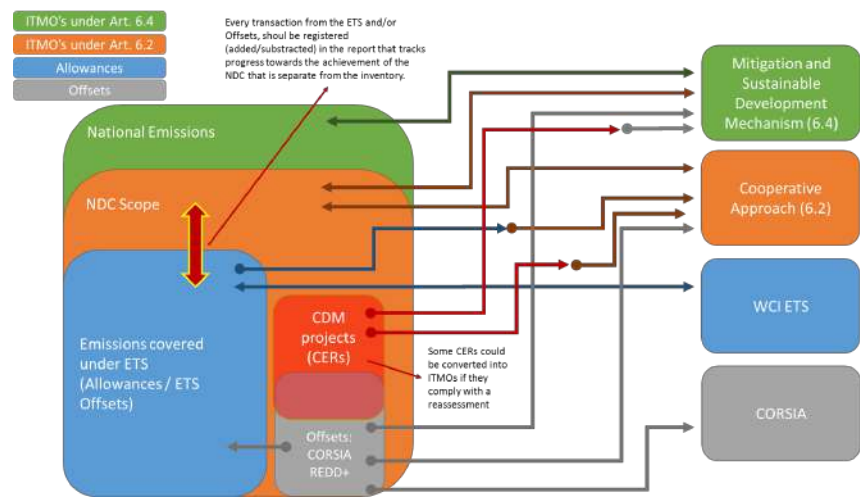 ITMO's under Art. 6.4
ITMO's under Art. 6.2
Allowances
Offsets
Every transaction from the ETS and/or
Offsets, shoul be registered
(added/substracted) in the report that tracks
progress towards the achievement of the
NDC that is separate from the inventory.
National Emissions
NDC Scope
Emissions covered
under ETS
(Allowances / ETS
Offsets)
CDM
projects
(CERs)
Some CERs could
be converted into
ITMOs if they
comply with a
reassessment
Offsets:
CORSIA
REDD+
Mitigation and
Sustainable
Development
Mechanism (6.4)
Cooperative
Approach (6.2)
WCI ETS
CORSIA